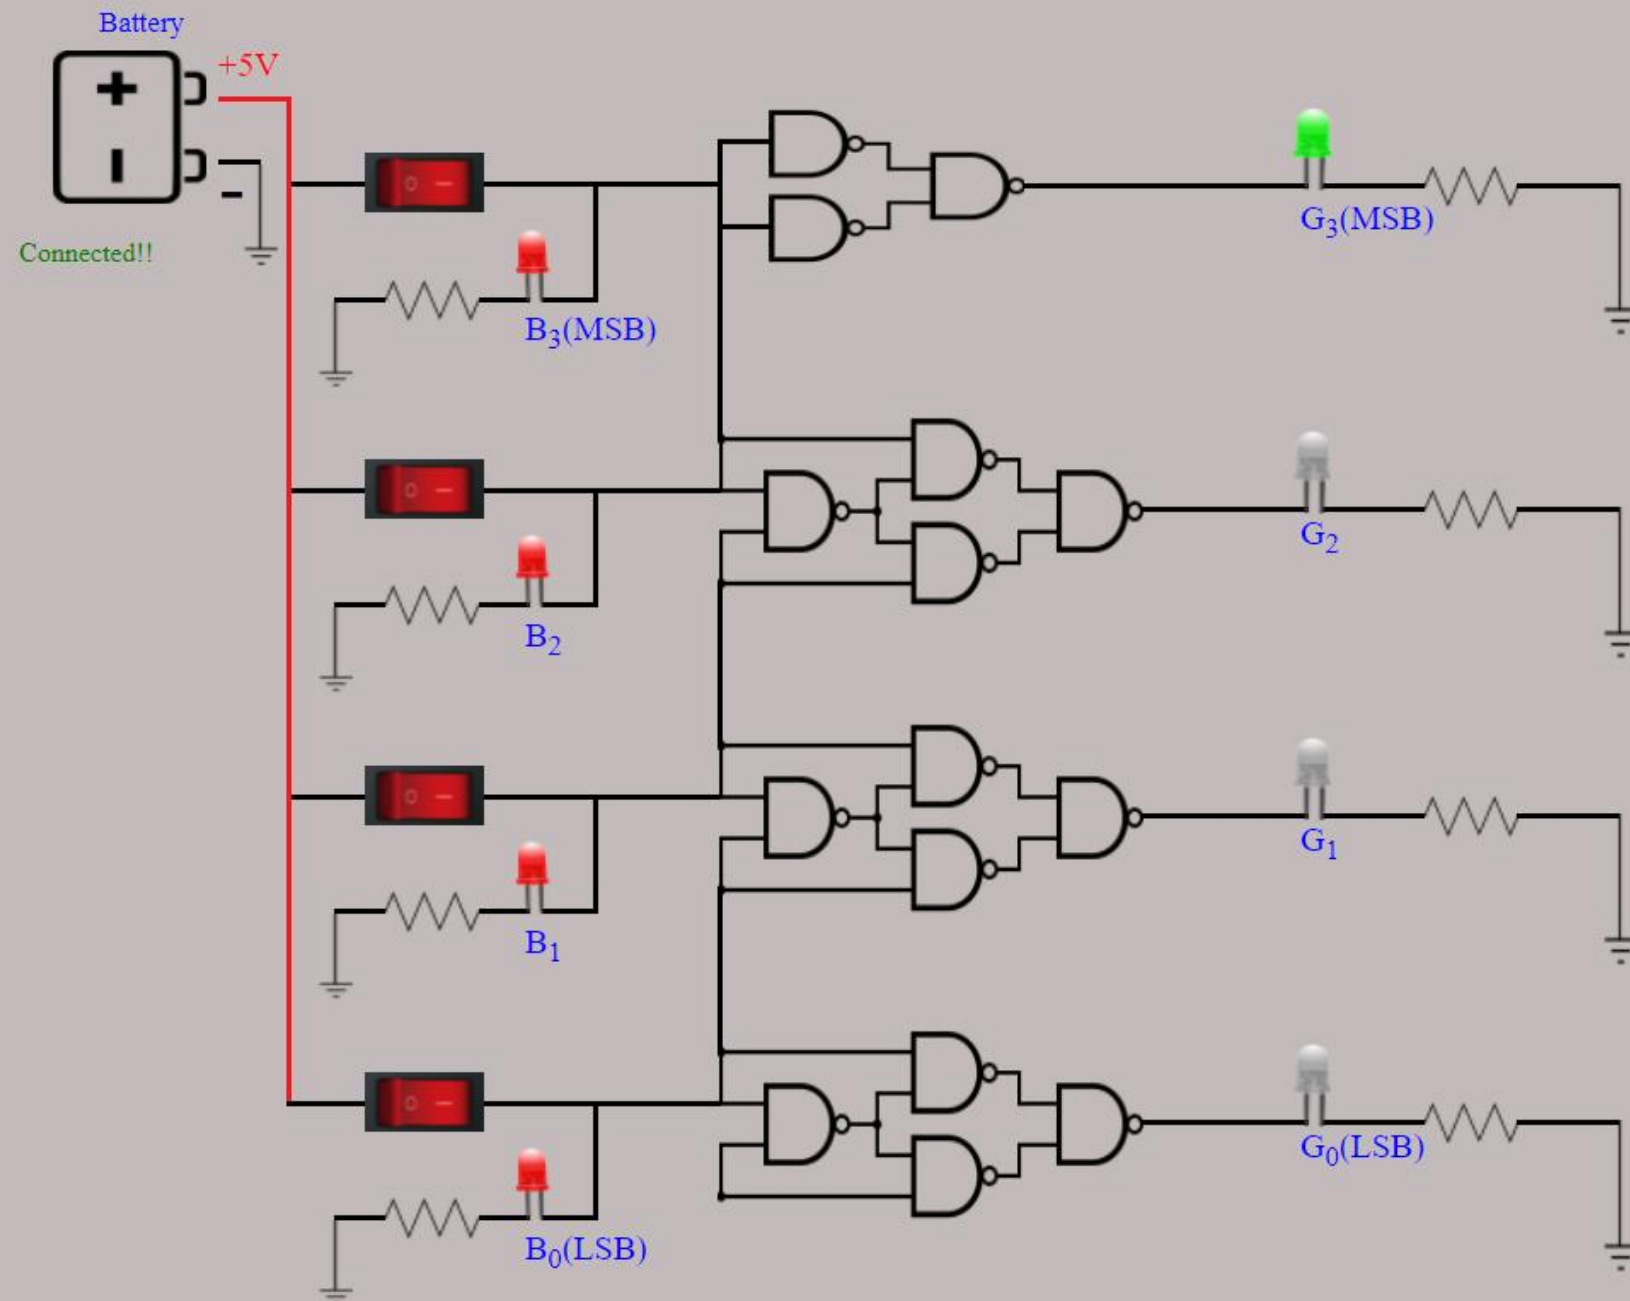 Battery
+5V
Connected!!
G₃(MSB)
B₃(MSB)
G₂
B₂
G₁
B₁
G₀(LSB)
B₀(LSB)